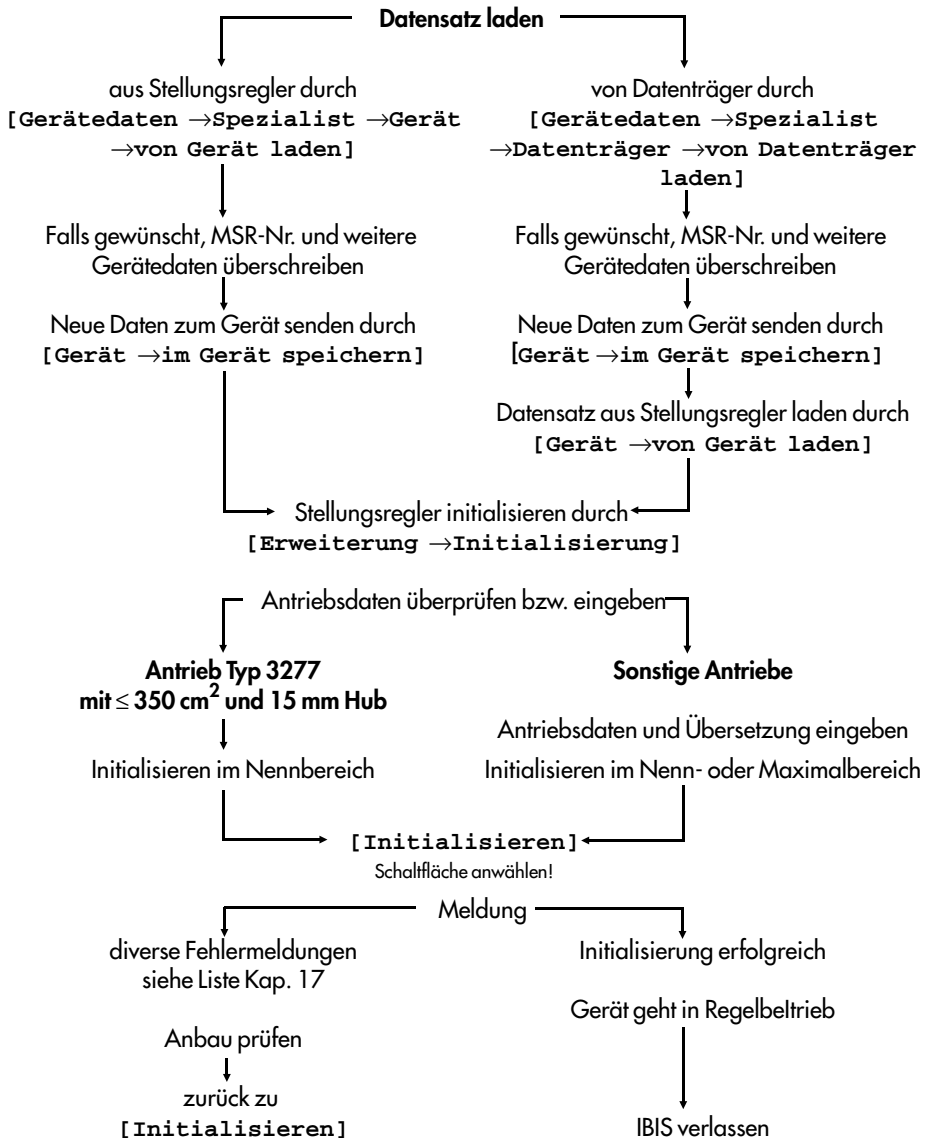 Datensatz laden
aus Stellungsregler durch
[Gerätedaten →Spezialist →Gerät
→von Gerät laden]
von Datenträger durch
[Gerätedaten →Spezialist
→Datenträger →von Datenträger
laden]
Falls gewünscht, MSR-Nr. und weitere
Gerätedaten überschreiben
Falls gewünscht, MSR-Nr. und weitere
Gerätedaten überschreiben
Neue Daten zum Gerät senden durch
[Gerät →im Gerät speichern]
Neue Daten zum Gerät senden durch
[Gerät →im Gerät speichern]
Datensatz aus Stellungsregler laden durch
[Gerät →von Gerät laden]
Stellungsregler initialisieren durch
[Erweiterung →Initialisierung]
Antriebsdaten überprüfen bzw. eingeben
Antrieb Typ 3277
mit ≤ 350 cm² und 15 mm Hub
Sonstige Antriebe
Antriebsdaten und Übersetzung eingeben
Initialisieren im Nennbereich
Initialisieren im Nenn- oder Maximalbereich
[Initialisieren]
Schaltfläche anwählen!
Meldung
diverse Fehlermeldungen
siehe Liste Kap. 17
Initialisierung erfolgreich
Gerät geht in Regelbeltrieb
Anbau prüfen
zurück zu
[Initialisieren]
IBIS verlassen